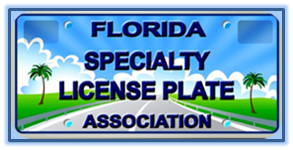 FLORIDA
SPECIALTY
LICENSE PLATE
ASSOCIATION